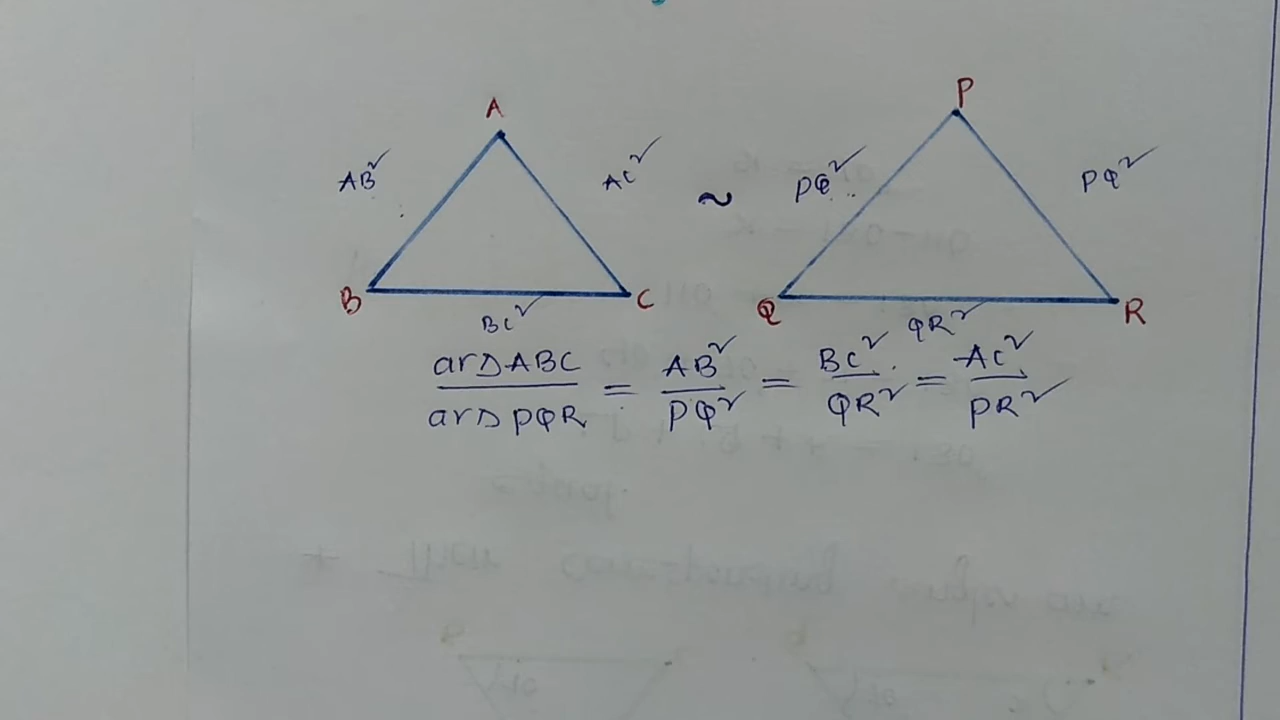 A P
AB² AC² ~ PQ² PQ²
B C Q R
BC² QR²
ar△ABC / ar△PQR = AB² / PQ² = BC² / QR² = AC² / PR²